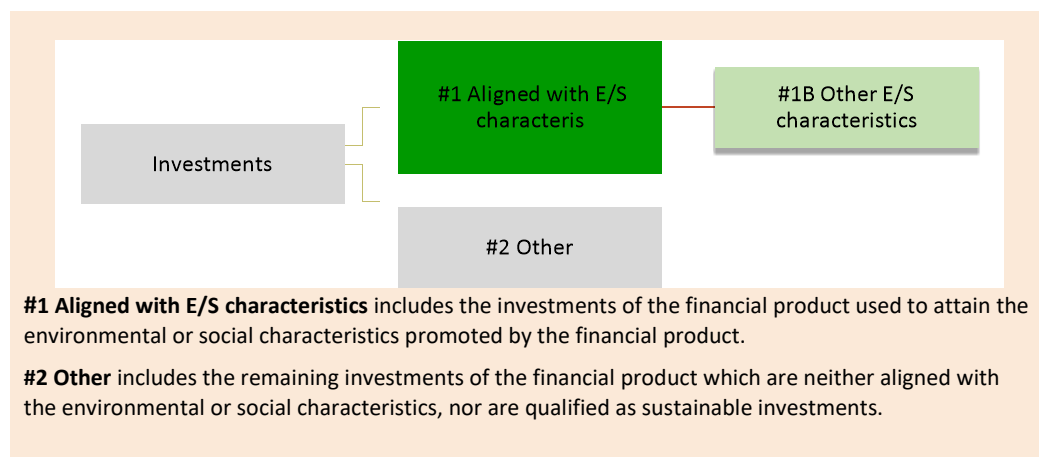 #1 Aligned with E/S
characteris
#1B Other E/S
characteristics
Investments
#2 Other
#1 Aligned with E/S characteristics includes the investments of the financial product used to attain the
environmental or social characteristics promoted by the financial product.
#2 Other includes the remaining investments of the financial product which are neither aligned with
the environmental or social characteristics, nor are qualified as sustainable investments.